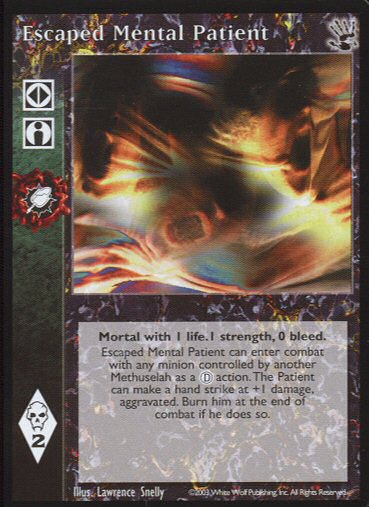 Escaped Mental Patient
Mortal with 1 life.1 strength, 0 bleed.
Escaped Mental Patient can enter combat
with any minion controlled by another
Methuselah as a D action. The Patient
can make a hand strike at +1 damage,
aggravated. Burn him at the end of
combat if he does so.
2
Illus. Lawrence Snelly
©2003 White Wolf Publishing, Inc. All Rights Reserved